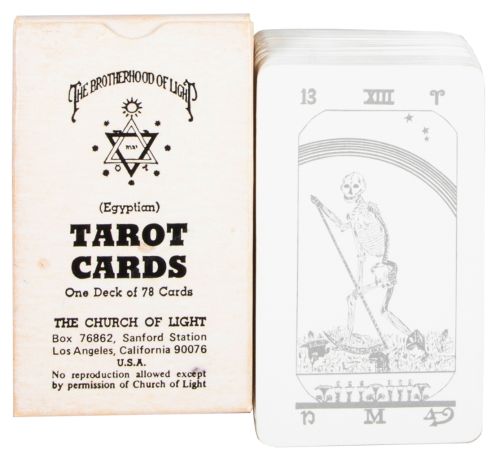 THE BROTHERHOOD OF LIGHT
(Egyptian)
TAROT
CARDS
One Deck of 78 Cards
THE CHURCH OF LIGHT
Box 76862, Sanford Station
Los Angeles, California 90076
U.S.A.
No reproduction allowed except
by permission of Church of Light
13 XIII ♈
M